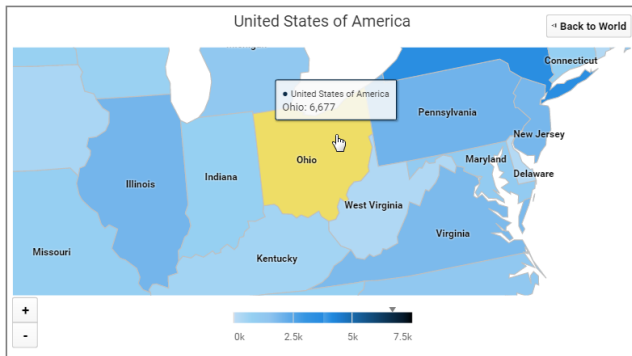 United States of America
Back to World
Connecticut
United States of America
Ohio: 6,677
Pennsylvania
New Jersey
Ohio
Maryland
Illinois
Indiana
Delaware
West Virginia
Virginia
Missouri
Kentucky
+
-
0k 2.5k 5k 7.5k